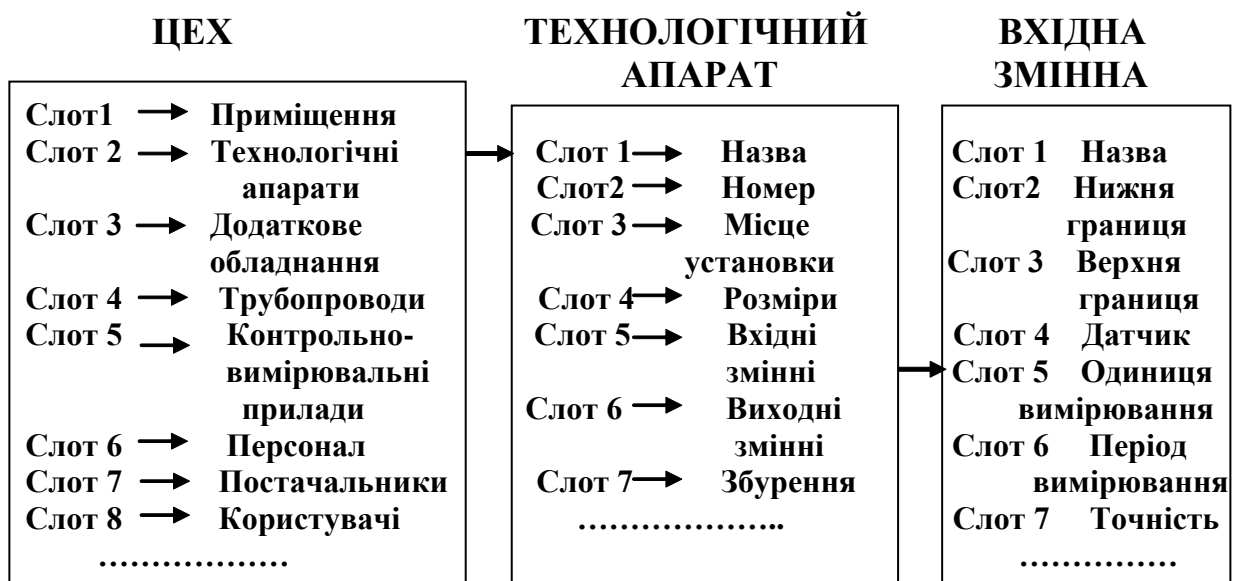 ЦЕХ
Слот1 Приміщення
Слот 2 Технологічні
апарати
Слот 3 Додаткове
обладнання
Слот 4 Трубопроводи
Слот 5 Контрольно-
вимірювальні
прилади
Слот 6 Персонал
Слот 7 Постачальники
Слот 8 Користувачі
………………
ТЕХНОЛОГІЧНИЙ
АПАРАТ
Слот 1 Назва
Слот2 Номер
Слот 3 Місце
установки
Слот 4 Розміри
Слот 5 Вхідні
змінні
Слот 6 Виходні
змінні
Слот 7 Збурення
………………..
ВХІДНА
ЗМІННА
Слот 1 Назва
Слот2 Нижня
границя
Слот 3 Верхня
границя
Слот 4 Датчик
Слот 5 Одиниця
вимірювання
Слот 6 Період
вимірювання
Слот 7 Точність
……………